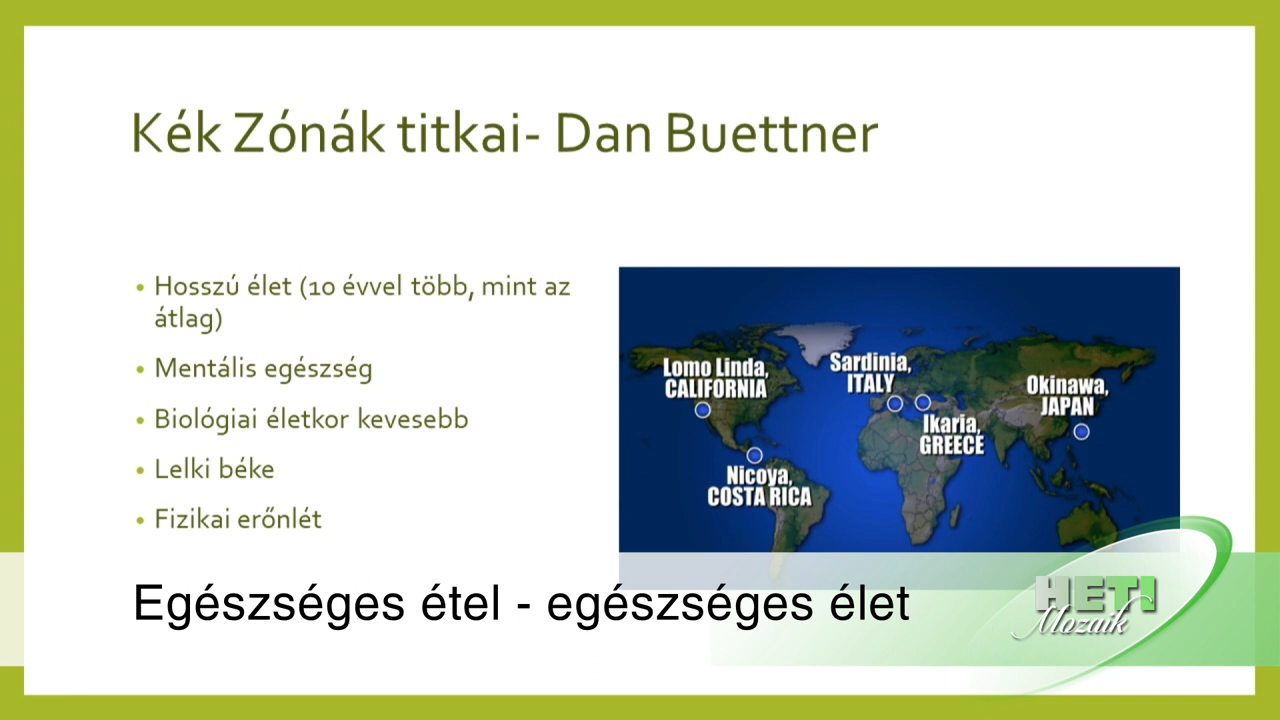 Kék Zónák titkai- Dan Buettner
• Hosszú élet (10 évvel több, mint az
átlag)
• Mentális egészség
• Biológiai életkor kevesebb
• Lelki béke
• Fizikai erőnlét
Lomo Linda,
CALIFORNIA
Sardinia,
ITALY
Okinawa,
JAPAN
Ikaria,
GREECE
Nicoya,
COSTA RICA
Egészséges étel - egészséges élet
HETI
Mozaik